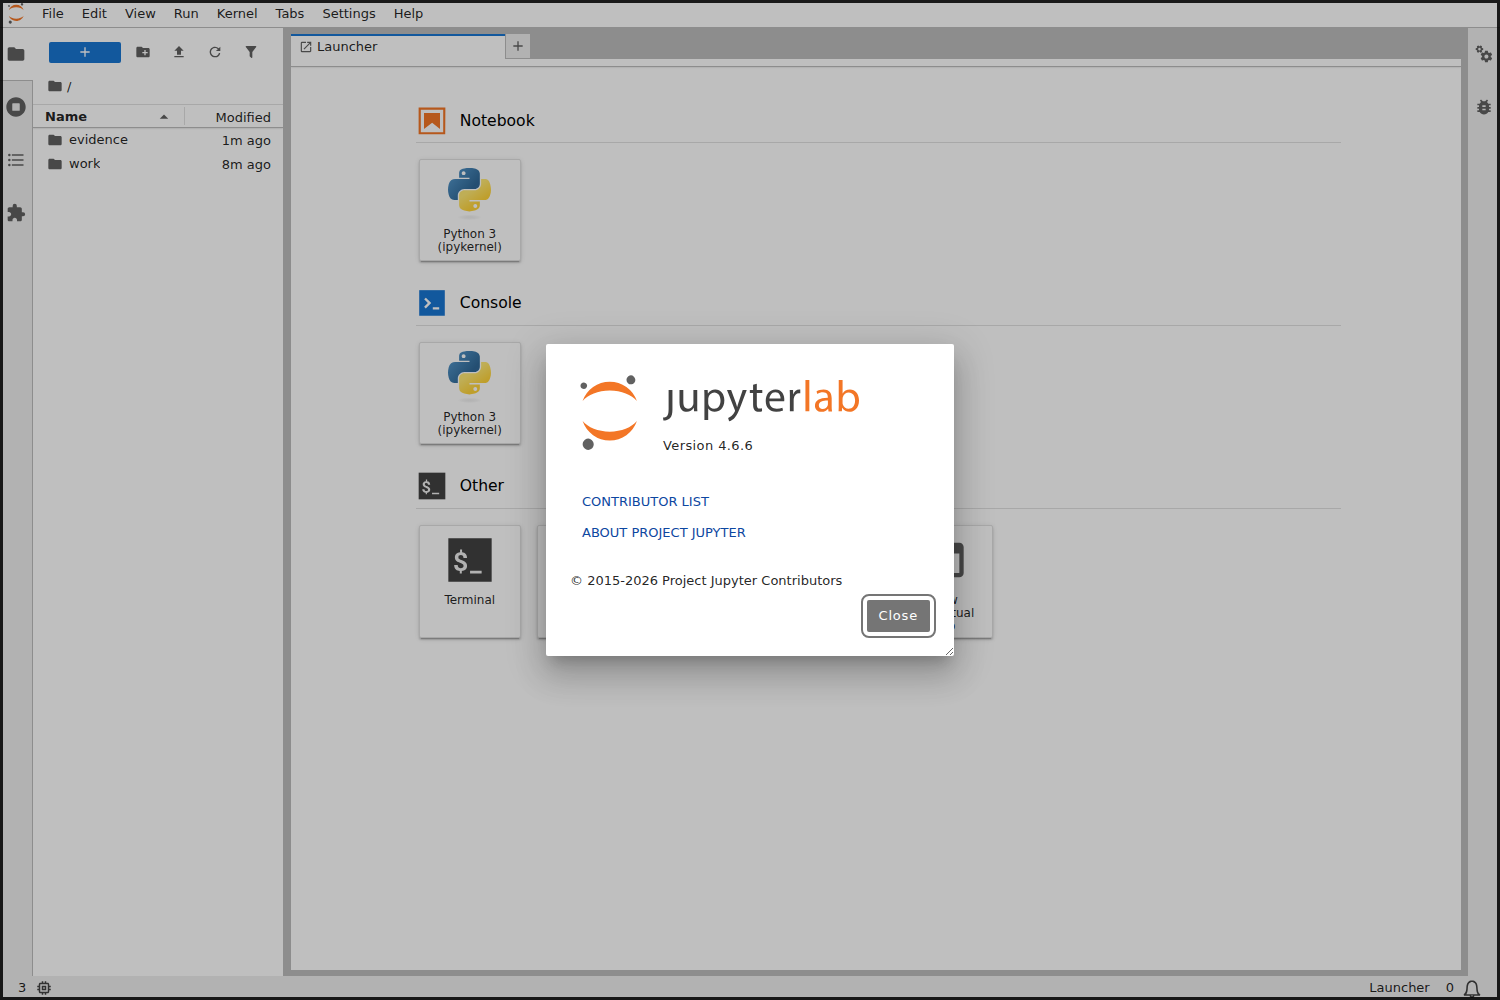 File Edit View Run Kernel Tabs Settings Help
Launcher
/
Name Modified
evidence 1m ago
work 8m ago
Notebook
Python 3
(ipykernel)
Console
Python 3
(ipykernel)
Other
$_
Terminal
jupyterlab
Version 4.6.6
CONTRIBUTOR LIST
ABOUT PROJECT JUPYTER
© 2015-2026 Project Jupyter Contributors
Close
3
Launcher 0